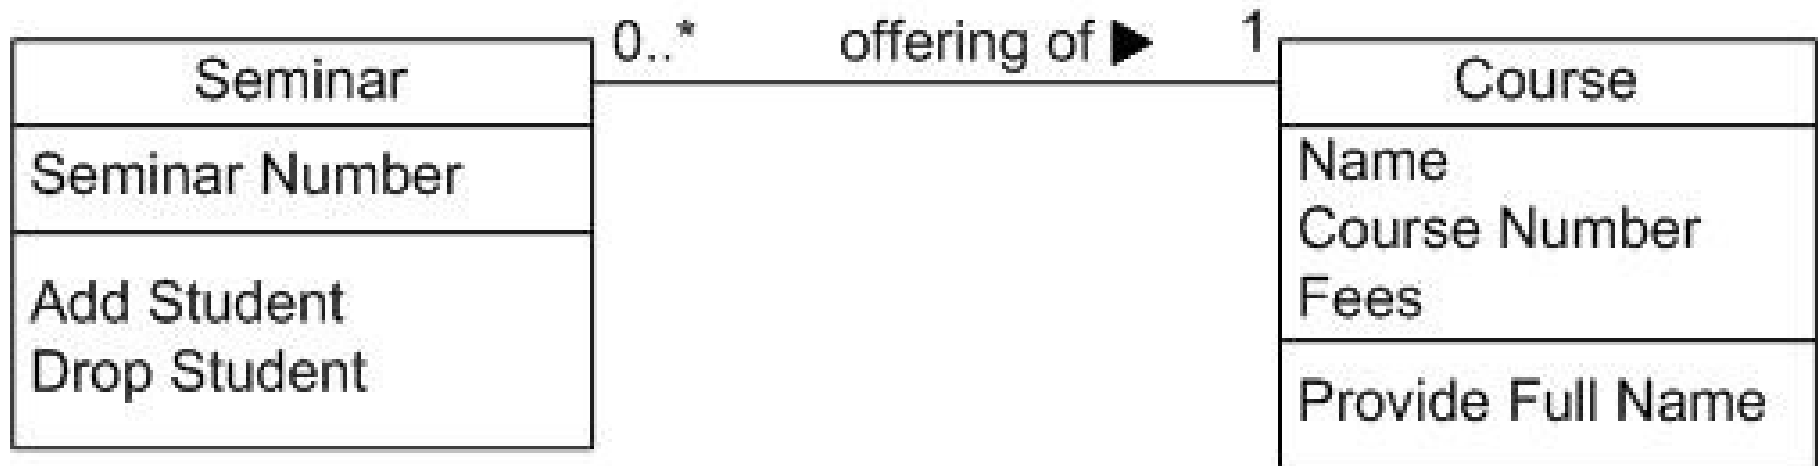 Seminar
Seminar Number
Add Student
Drop Student
0..* offering of ▶ 1
Course
Name
Course Number
Fees
Provide Full Name